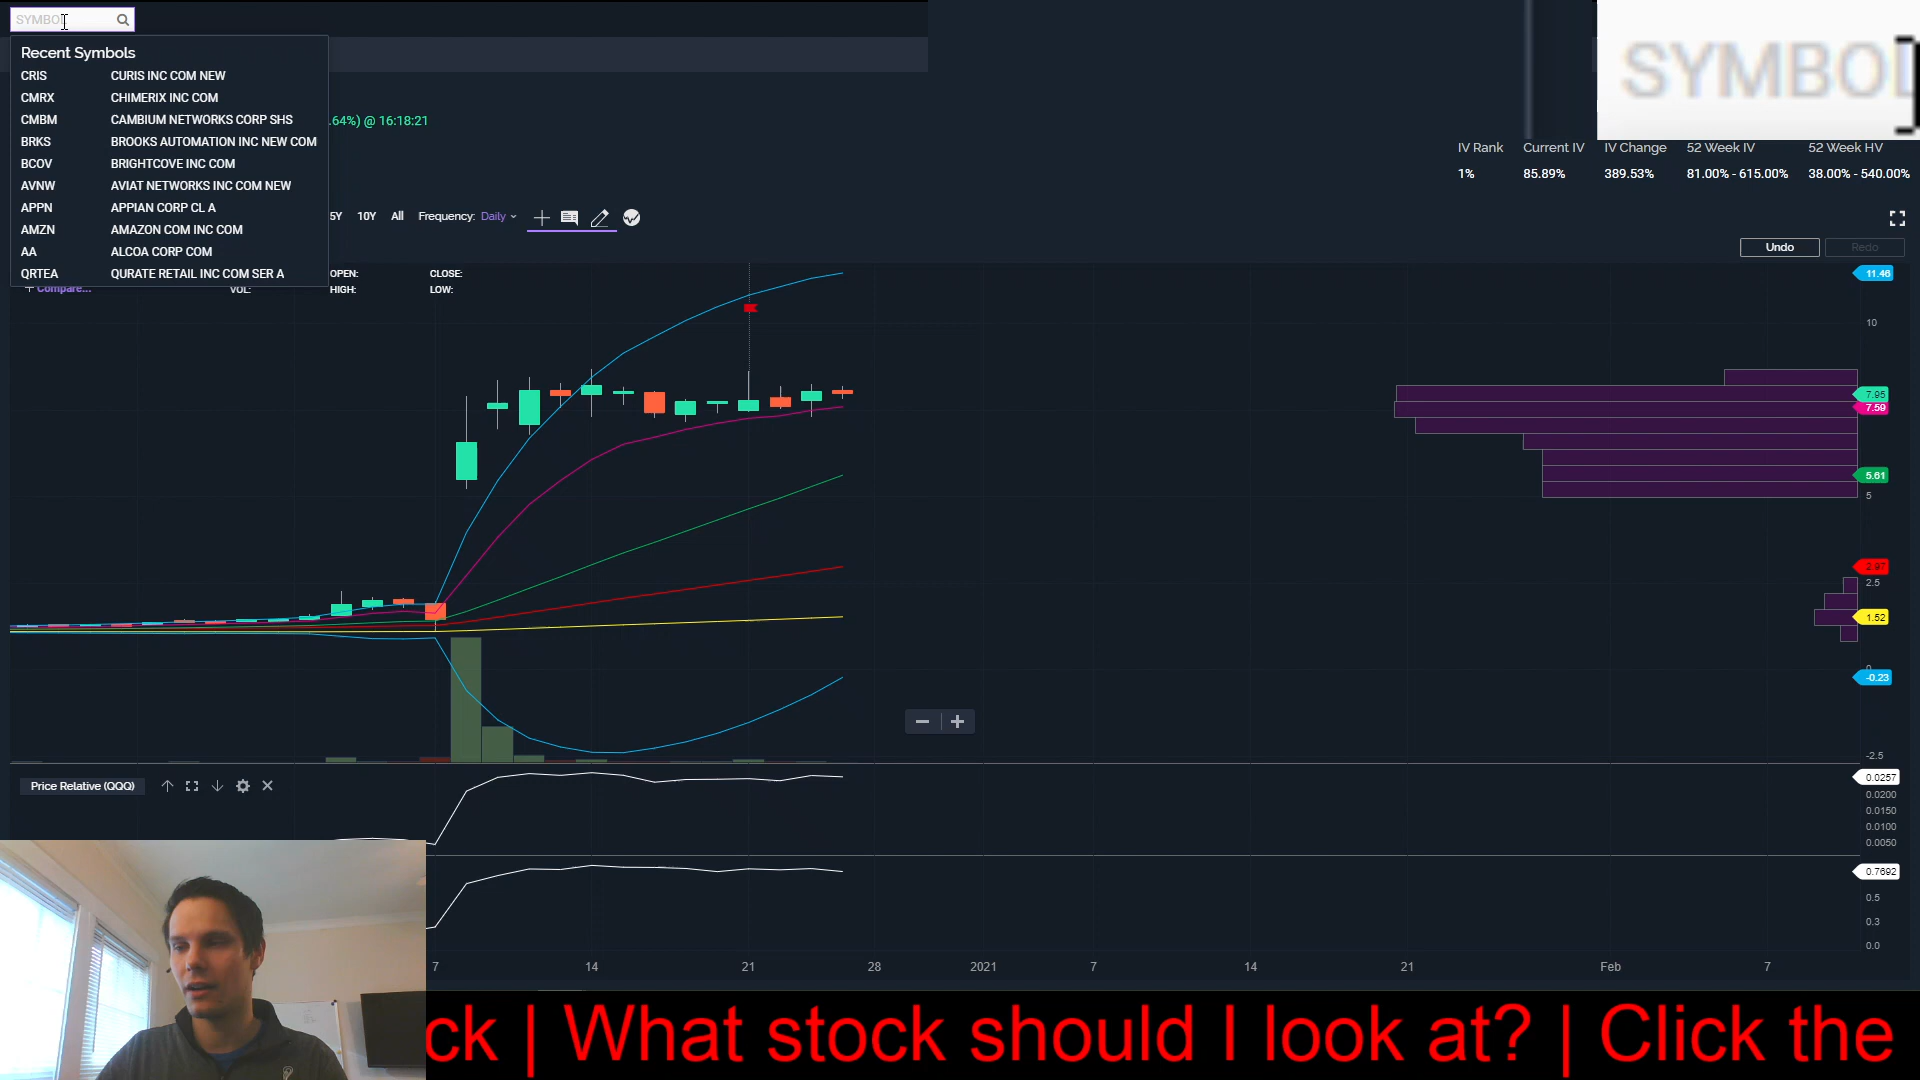 SYMBOL
SYMBOL
Recent Symbols
CRIS CURIS INC COM NEW
CMRX CHIMERIX INC COM
CMBM CAMBIUM NETWORKS CORP SHS
.64%) @ 16:18:21
BRKS BROOKS AUTOMATION INC NEW COM
BCOV BRIGHTCOVE INC COM
AVNW AVIAT NETWORKS INC COM NEW
APPN APPIAN CORP CL A
AMZN AMAZON COM INC COM
AA ALCOA CORP COM
QRTEA QURATE RETAIL INC COM SER A
IV Rank Current IV IV Change 52 Week IV 52 Week HV
1% 85.89% 389.53% 81.00% - 615.00% 38.00% - 540.00%
5Y 10Y All Frequency: Daily
Undo Redo
OPEN: CLOSE:
+ Compare... VOL: HIGH: LOW:
11.46
10
7.95
7.59
5.61
5
2.97
2.5
1.52
0
-0.23
-2.5
Price Relative (QQQ)
0.0257
0.0200
0.0150
0.0100
0.0050
0.7692
0.5
0.3
0.0
7 14 21 28 2021 7 14 21 Feb 7
ck | What stock should I look at? | Click the